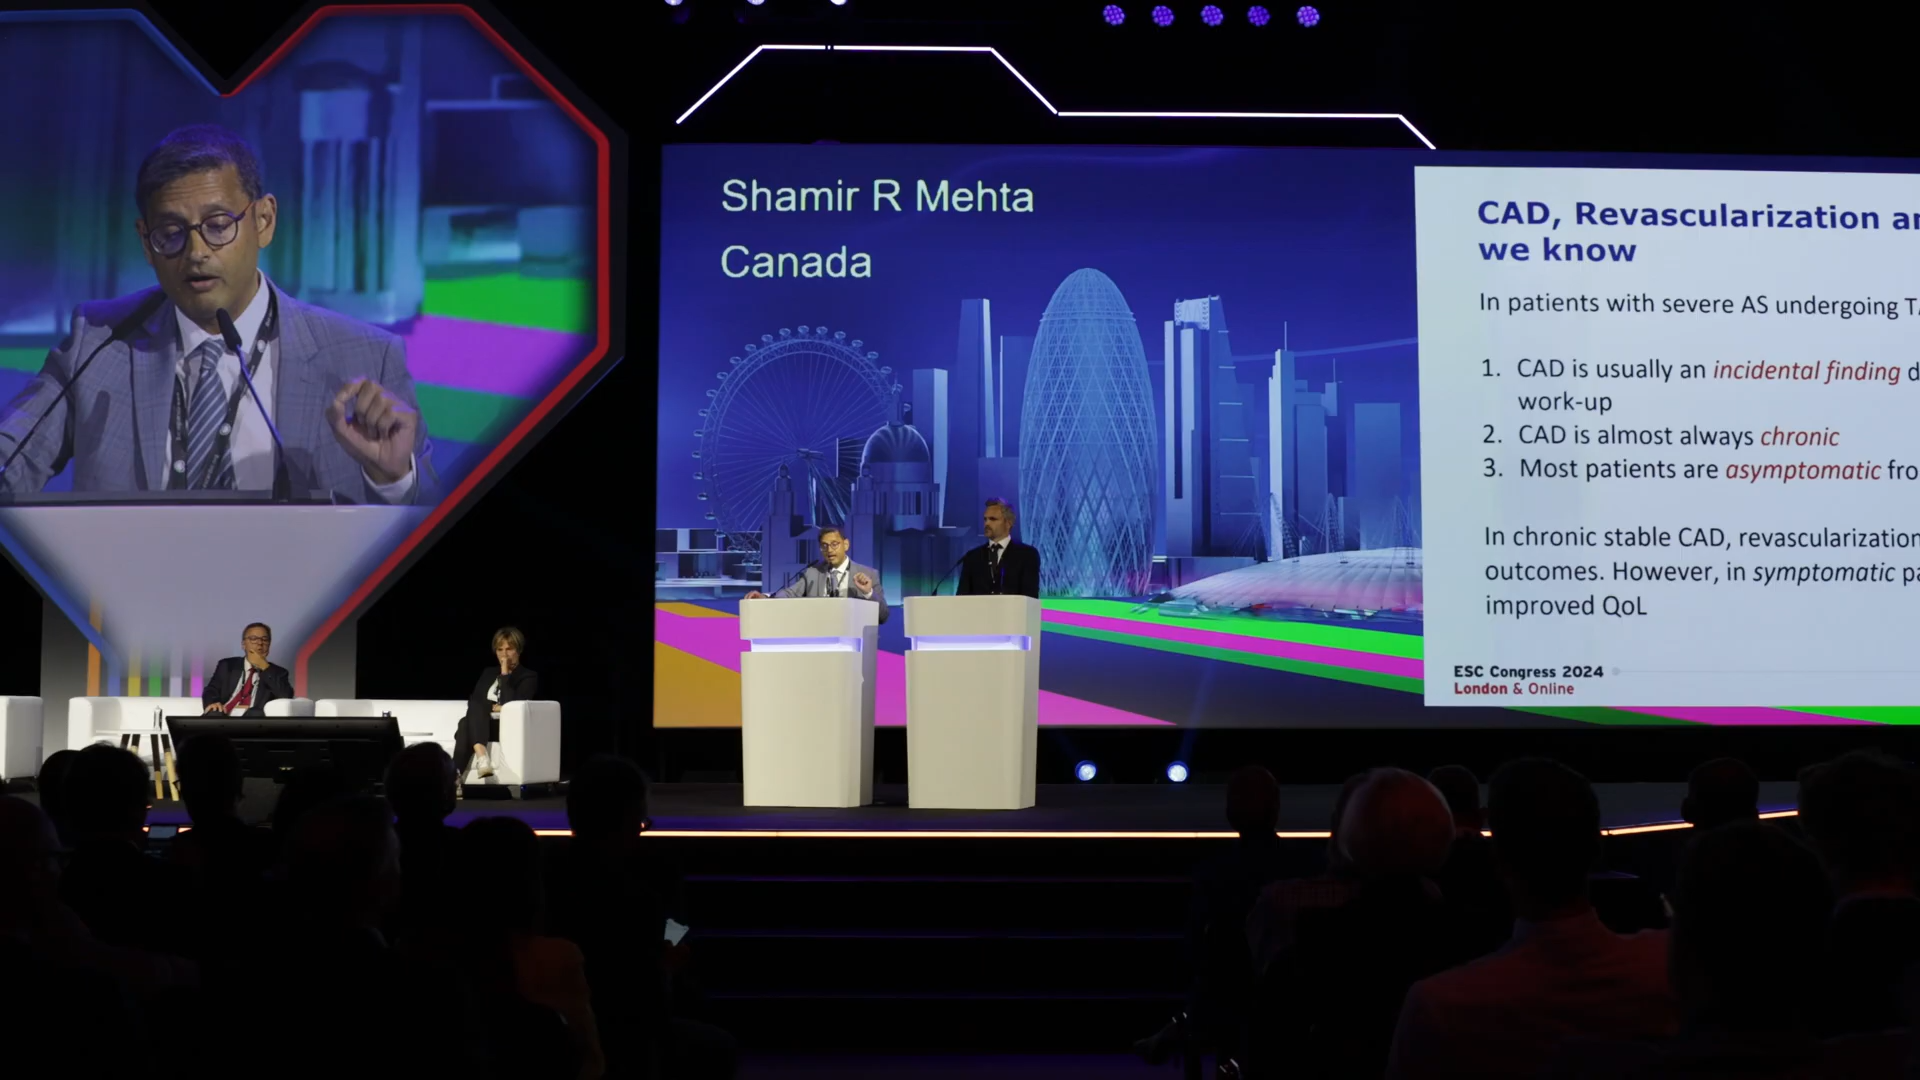 Shamir R Mehta
Canada
CAD, Revascularization
we know
In patients with severe AS undergoing
1. CAD is usually an incidental finding
work-up
2. CAD is almost always chronic
3. Most patients are asymptomatic
In chronic stable CAD, revascularization
outcomes. However, in symptomatic
improved QoL
ESC Congress 2024
London & Online